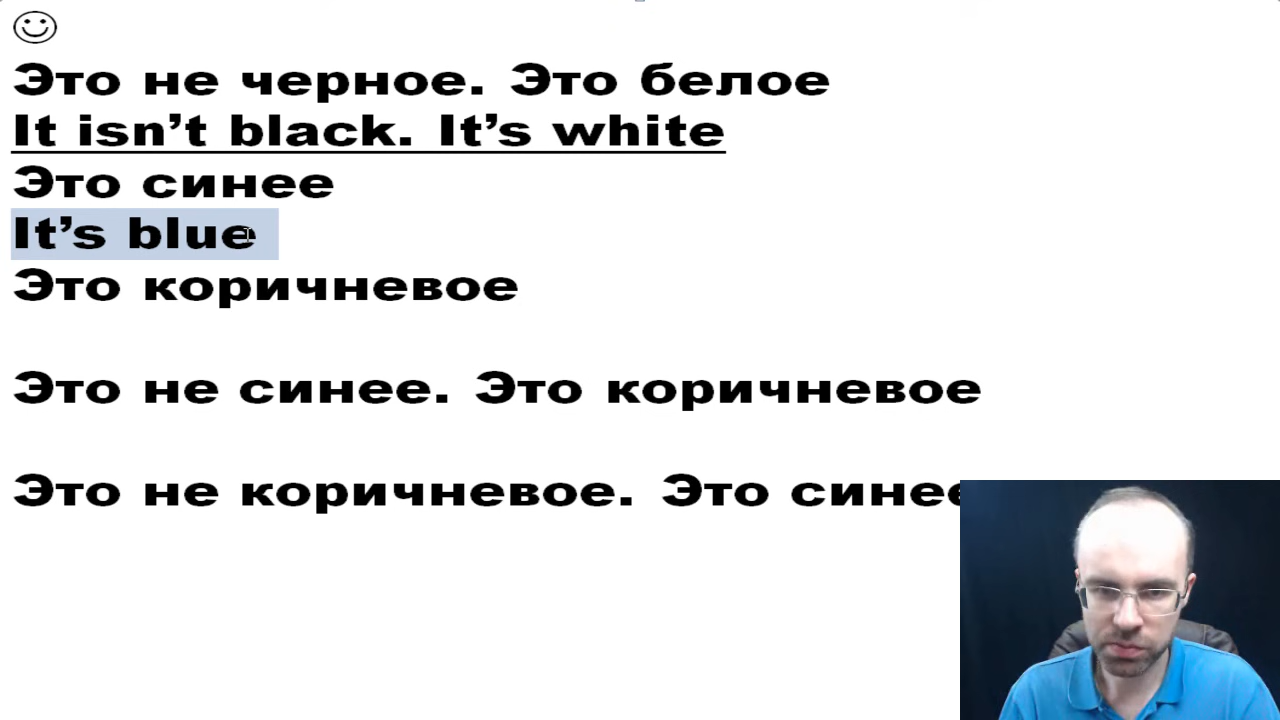 Это не черное. Это белое
It isn’t black. It’s white
Это синее
It’s blue
Это коричневое
Это не синее. Это коричневое
Это не коричневое. Это синее